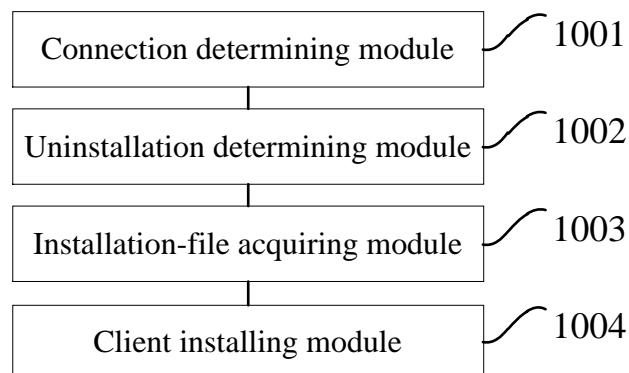 Connection determining module 1001
Uninstallation determining module 1002
Installation-file acquiring module 1003
Client installing module 1004